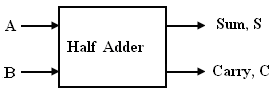 A
Sum, S
Half Adder
B
Carry, C